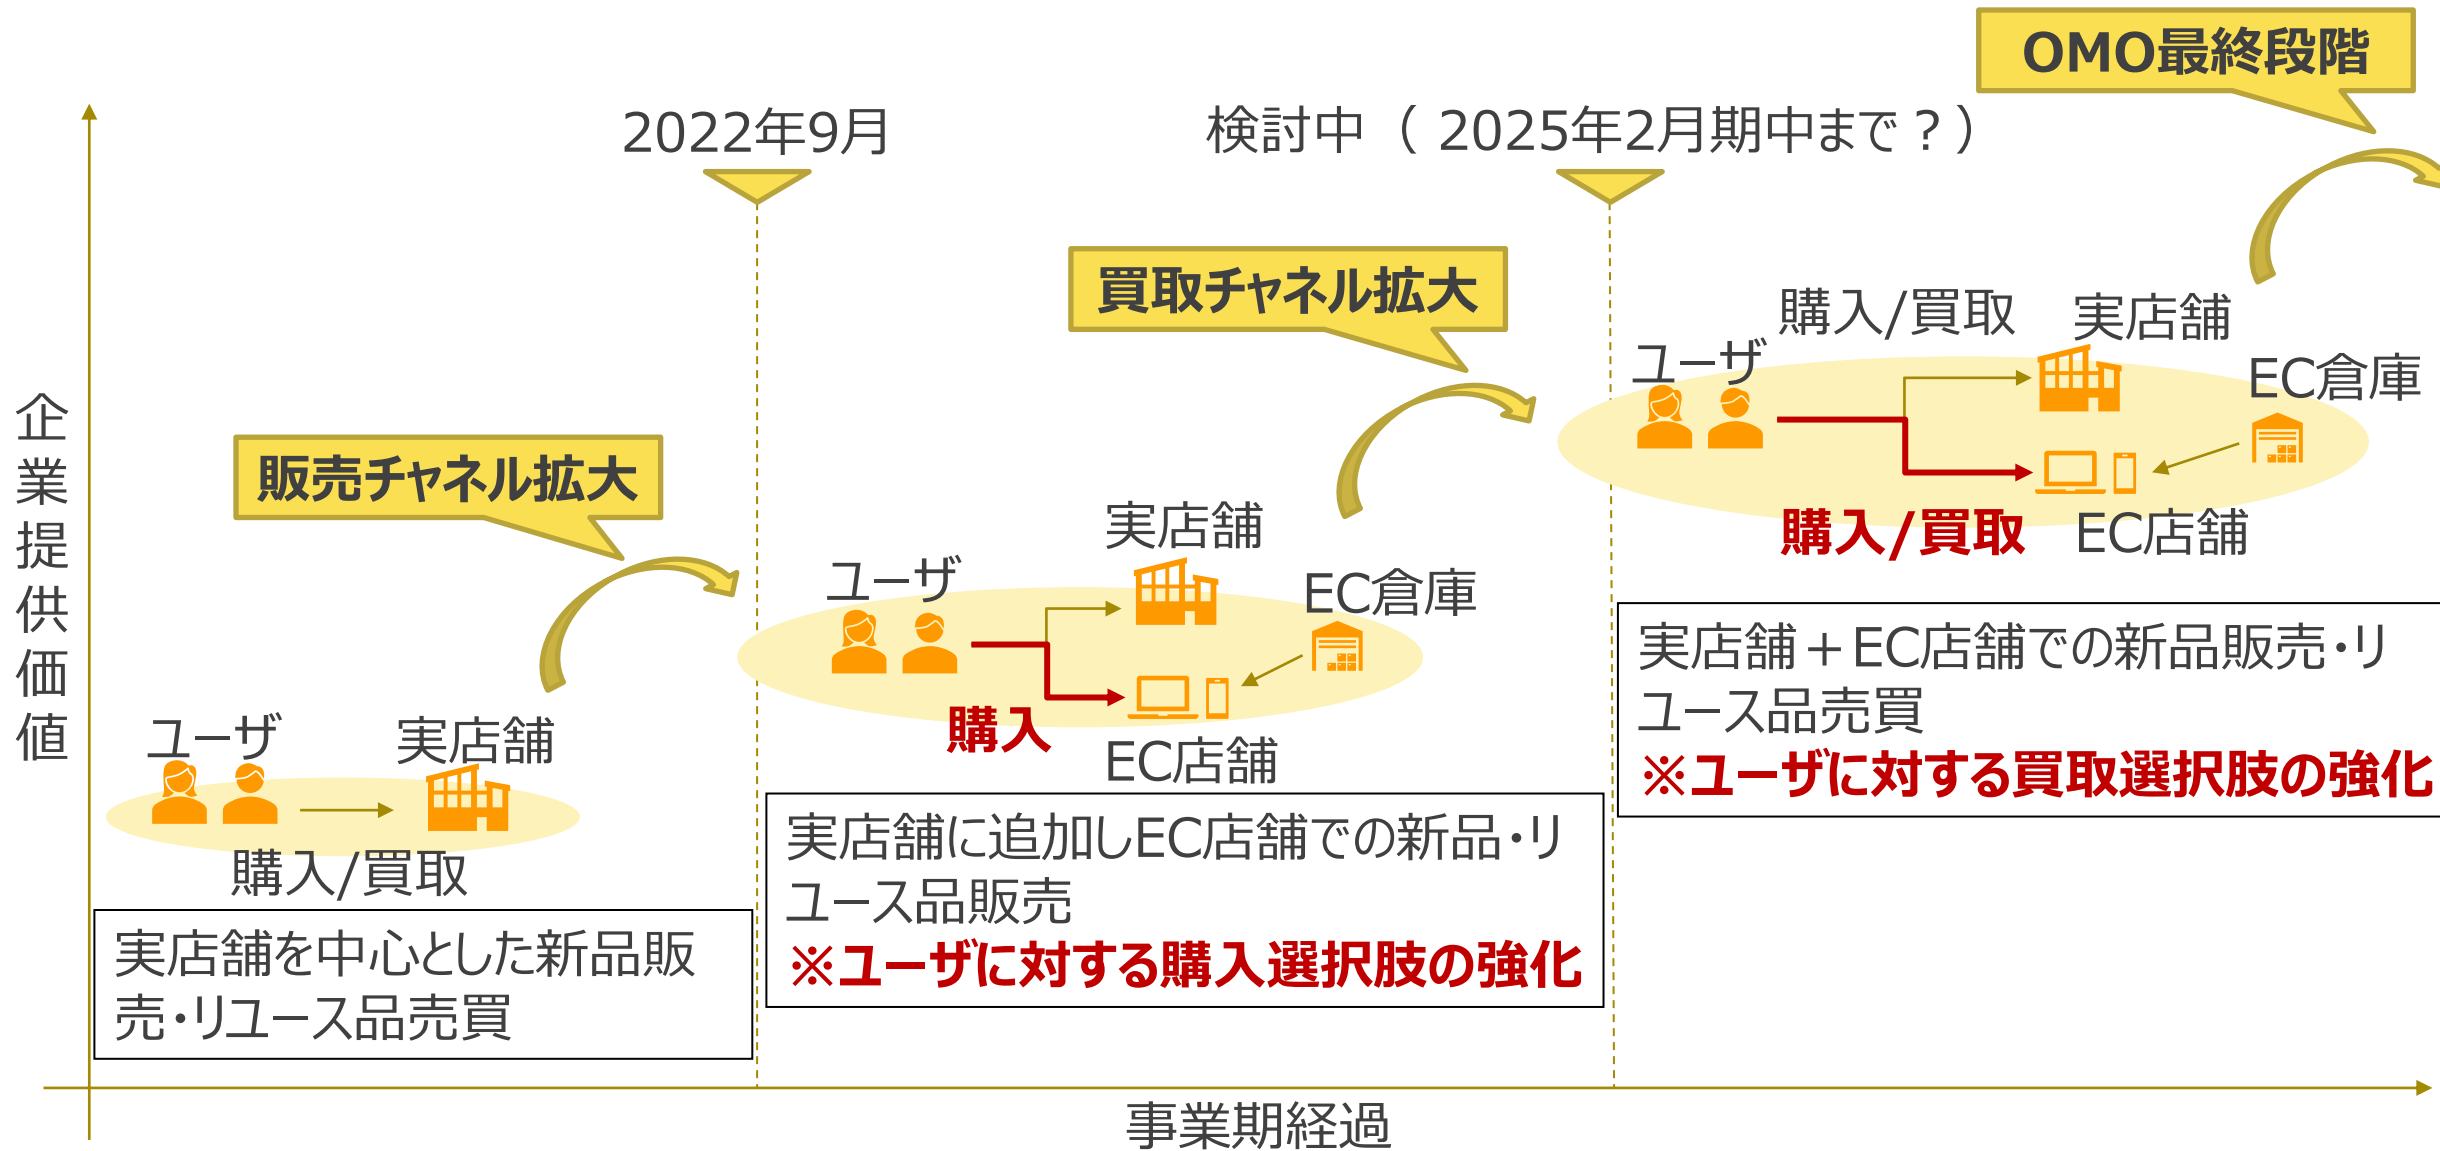 OMO最終段階
2022年9月
検討中（ 2025年2月期中まで？）
買取チャネル拡大
販売チャネル拡大
企業提供価値
ユーザ
実店舗
購入/買取
実店舗を中心とした新品販
売・リユース品売買
ユーザ
実店舗
EC倉庫
購入
EC店舗
実店舗に追加しEC店舗での新品・リ
ユース品販売
※ユーザに対する購入選択肢の強化
購入/買取
ユーザ
実店舗
EC倉庫
購入/買取
EC店舗
実店舗＋EC店舗での新品販売・リ
ユース品売買
※ユーザに対する買取選択肢の強化
事業期経過